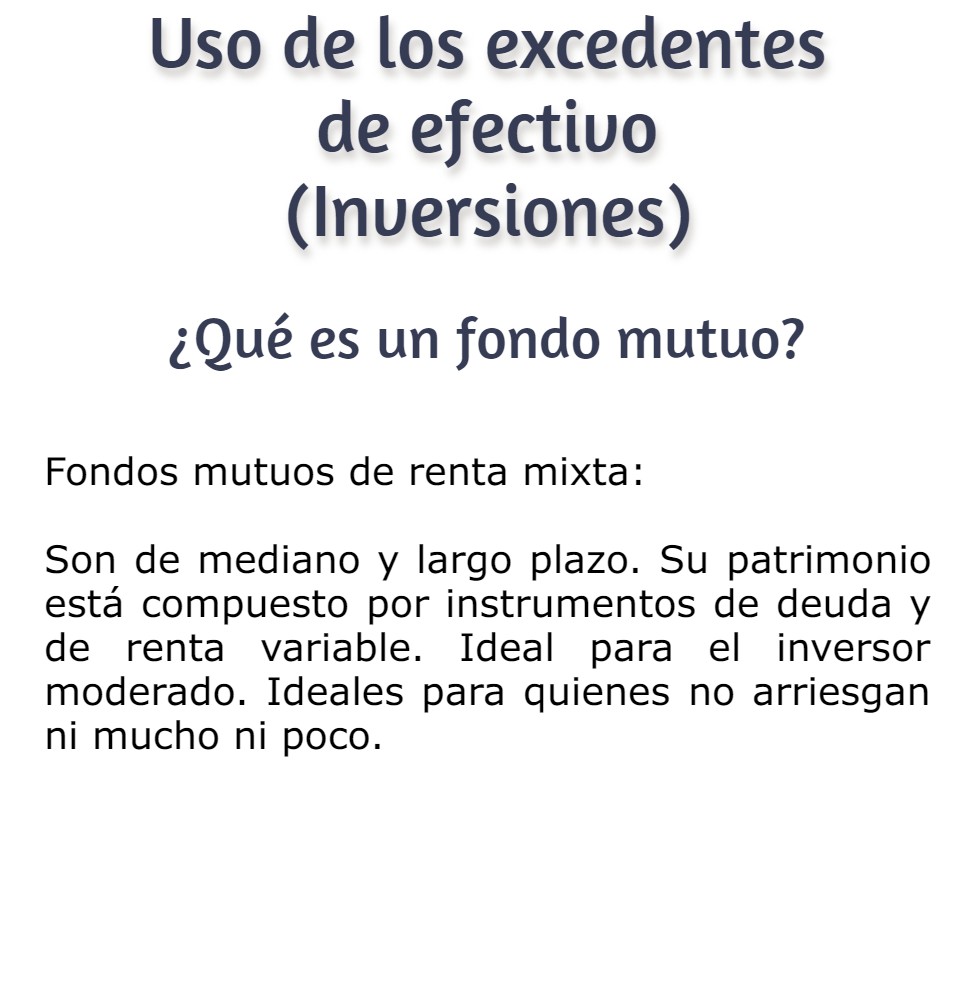 Uso de los excedentes
de efectivo
(Inversiones)
¿Qué es un fondo mutuo?
Fondos mutuos de renta mixta:
Son de mediano y largo plazo. Su patrimonio
está compuesto por instrumentos de deuda y
de renta variable. Ideal para el inversor
moderado. Ideales para quienes no arriesgan
ni mucho ni poco.